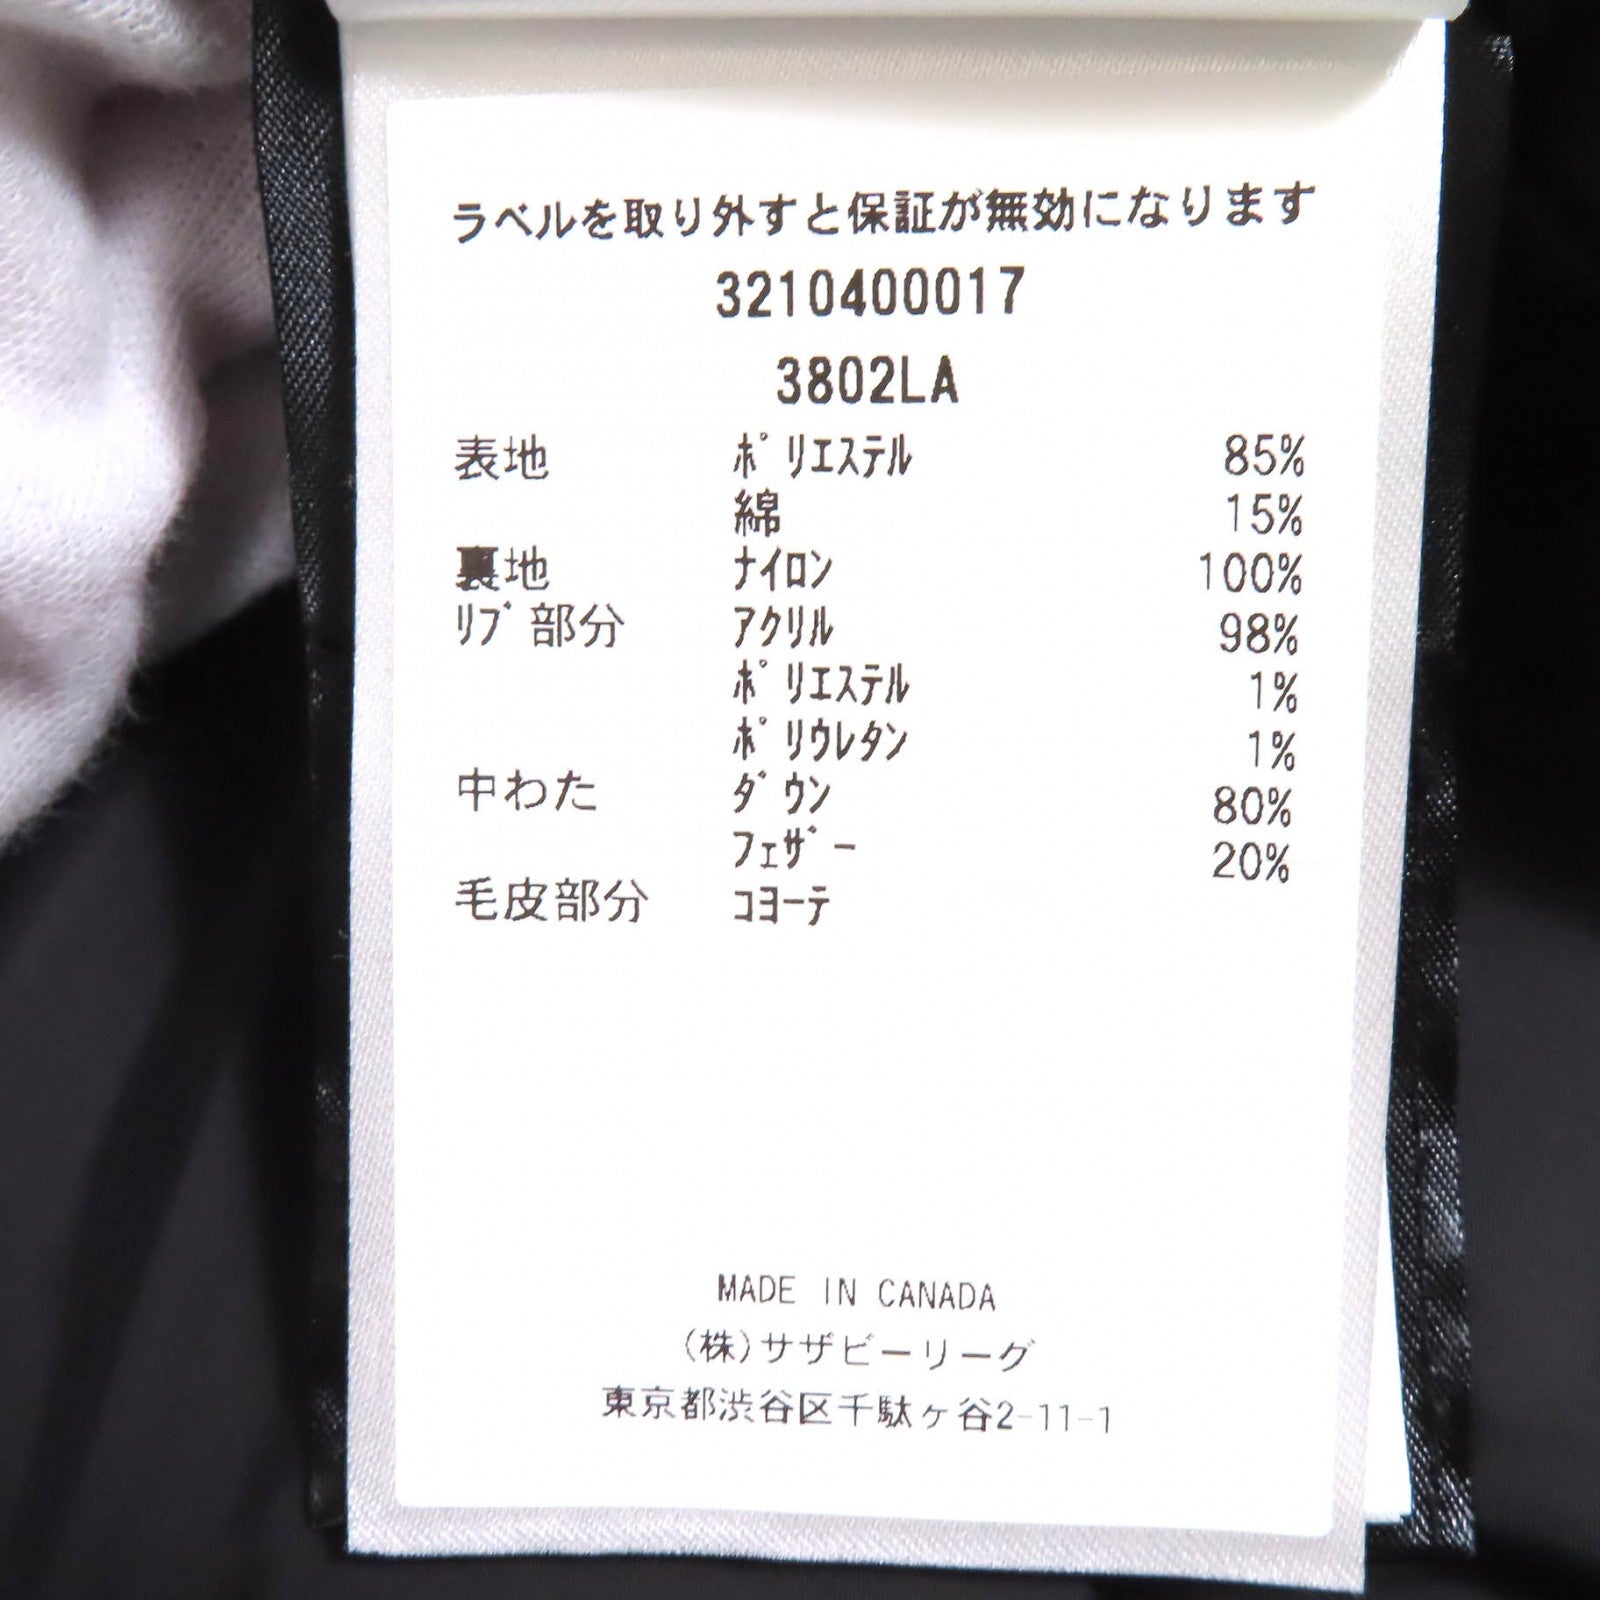 ラベルを取り外すと保証が無効になります
3210400017
3802LA
表地 ﾎﾟﾘｴｽﾃﾙ 85%
綿 15%
裏地 ﾅｲﾛﾝ 100%
ﾘﾌﾞ部分 ｱｸﾘﾙ 98%
ﾎﾟﾘｴｽﾃﾙ 1%
ﾎﾟﾘｳﾚﾀﾝ 1%
中わた ﾀﾞｳﾝ 80%
ﾌｪｻﾞｰ 20%
毛皮部分 ｺﾖｰﾃ
MADE IN CANADA
(株)サザビーリーグ
東京都渋谷区千駄ヶ谷2-11-1